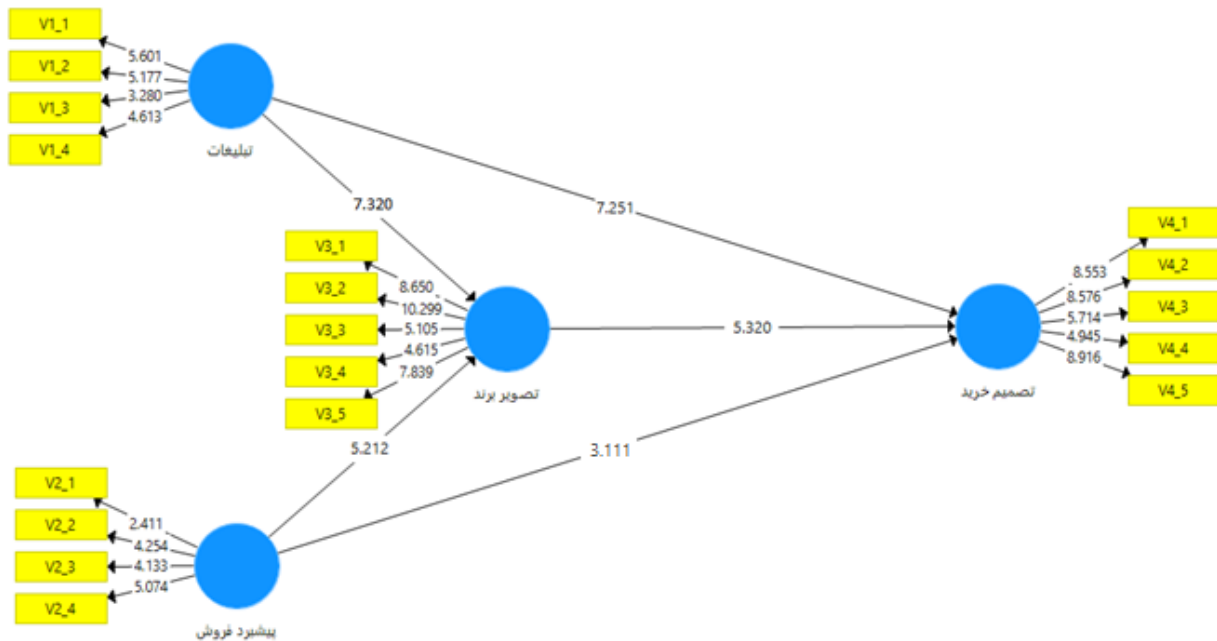 V1_1
V1_2
V1_3
V1_4
5.601
5.177
3.280
4.613
تبلیغات
7.320
7.251
V3_1
V3_2
V3_3
V3_4
V3_5
8.650
10.299
5.105
4.615
7.839
تصویر برند
5.320
V4_1
V4_2
V4_3
V4_4
V4_5
8.553
8.576
5.714
4.945
8.916
تصمیم خرید
5.212
3.111
V2_1
V2_2
V2_3
V2_4
2.411
4.254
4.133
5.074
پیشبرد فروش